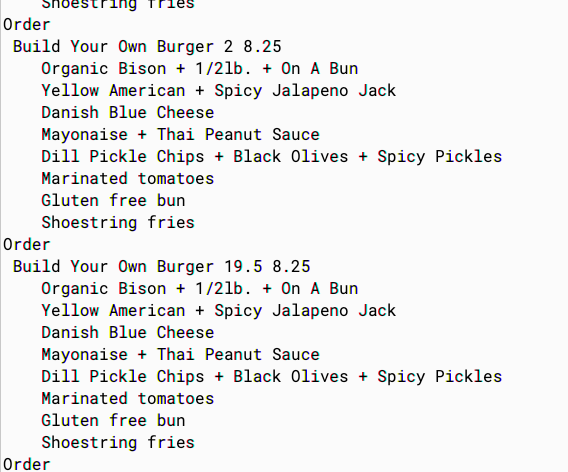 Shoestring fries
Order
Build Your Own Burger 2 8.25
Organic Bison + 1/2lb. + On A Bun
Yellow American + Spicy Jalapeno Jack
Danish Blue Cheese
Mayonaise + Thai Peanut Sauce
Dill Pickle Chips + Black Olives + Spicy Pickles
Marinated tomatoes
Gluten free bun
Shoestring fries
Order
Build Your Own Burger 19.5 8.25
Organic Bison + 1/2lb. + On A Bun
Yellow American + Spicy Jalapeno Jack
Danish Blue Cheese
Mayonaise + Thai Peanut Sauce
Dill Pickle Chips + Black Olives + Spicy Pickles
Marinated tomatoes
Gluten free bun
Shoestring fries
Order